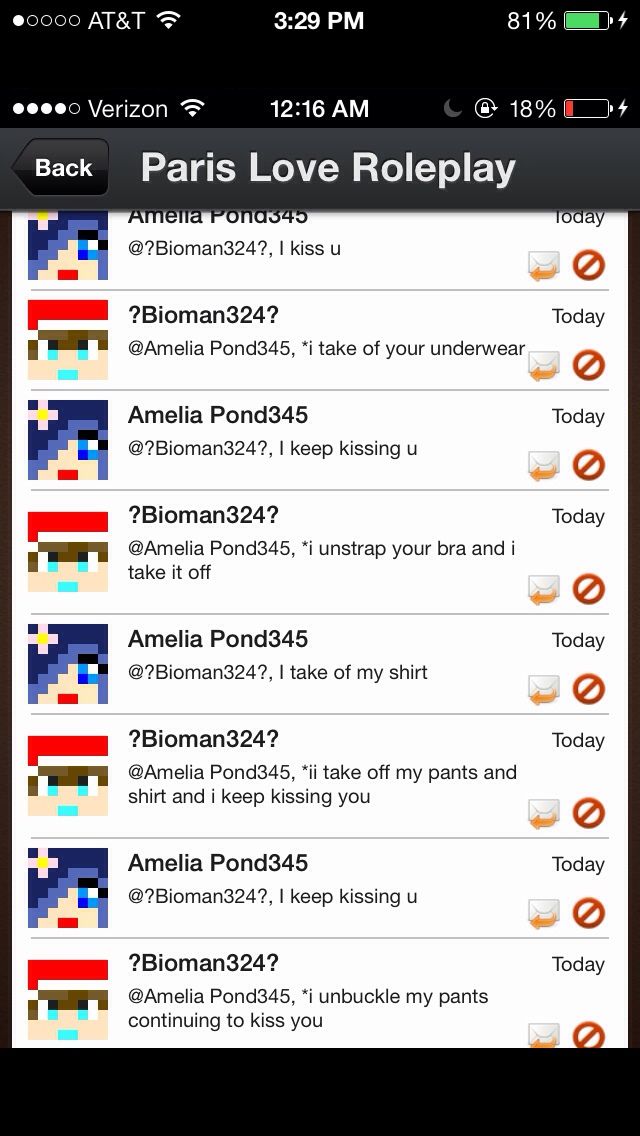 AT&T 3:29 PM 81%
Verizon 12:16 AM 18%
Back Paris Love Roleplay
Amelia Pond345 Today
@?Bioman324?, I kiss u
?Bioman324? Today
@Amelia Pond345, *i take of your underwear
Amelia Pond345 Today
@?Bioman324?, I keep kissing u
?Bioman324? Today
@Amelia Pond345, *i unstrap your bra and i
take it off
Amelia Pond345 Today
@?Bioman324?, I take of my shirt
?Bioman324? Today
@Amelia Pond345, *ii take off my pants and
shirt and i keep kissing you
Amelia Pond345 Today
@?Bioman324?, I keep kissing u
?Bioman324? Today
@Amelia Pond345, *i unbuckle my pants
continuing to kiss you